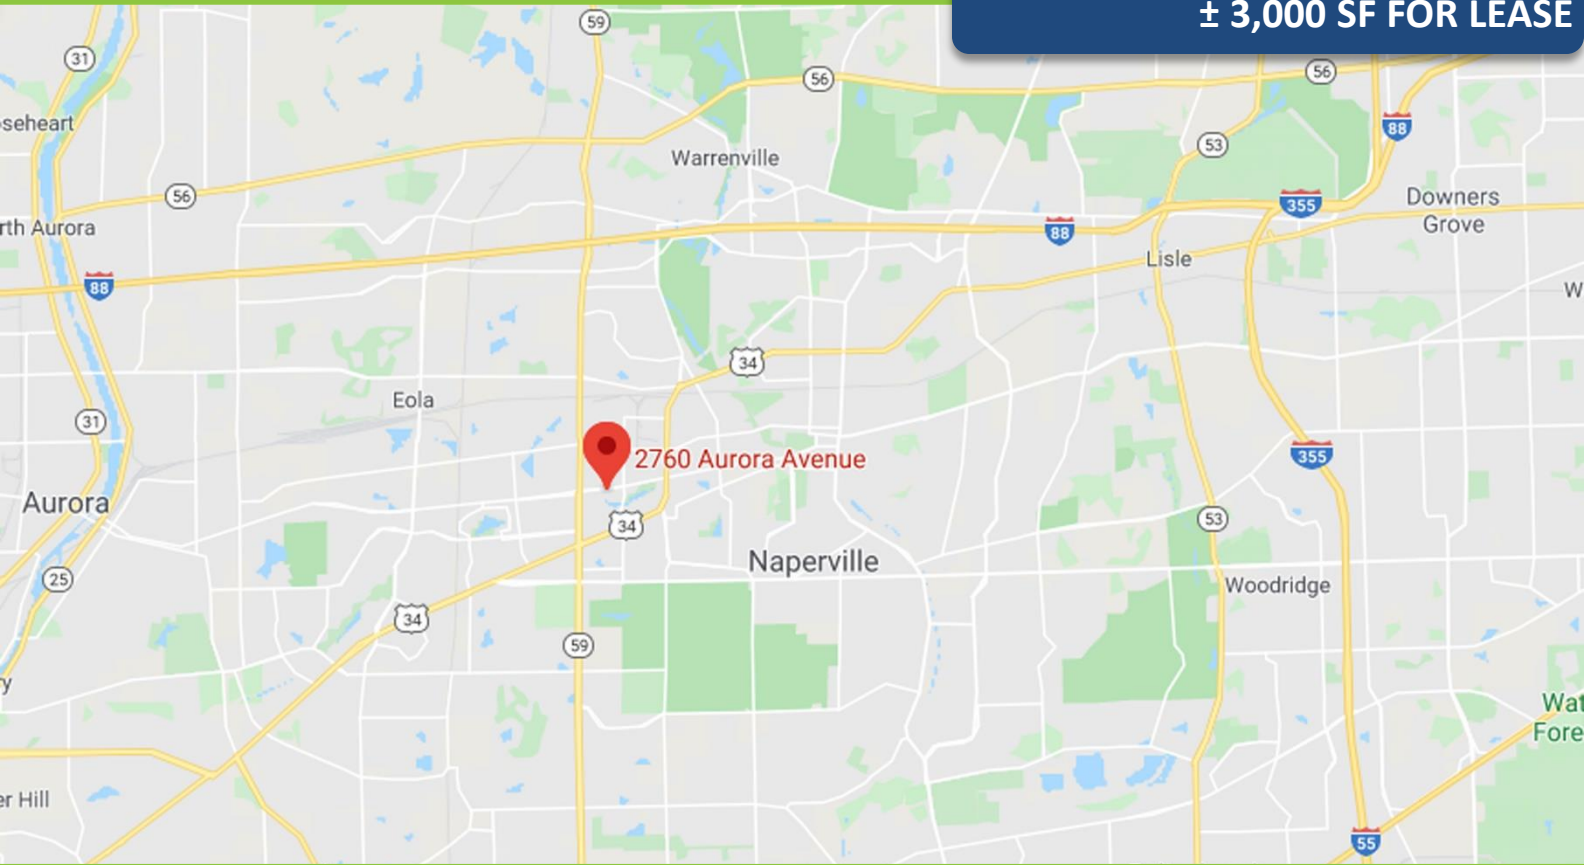 ± 3,000 SF FOR LEASE
59
31
56
56
oseheart
88
53
Warrenville
56
Downers
Grove
355
rth Aurora
88
Lisle
88
W
34
Eola
31
2760 Aurora Avenue
355
Aurora
34
53
Naperville
25
Woodridge
34
59
y
Wat
Fore
er Hill
55